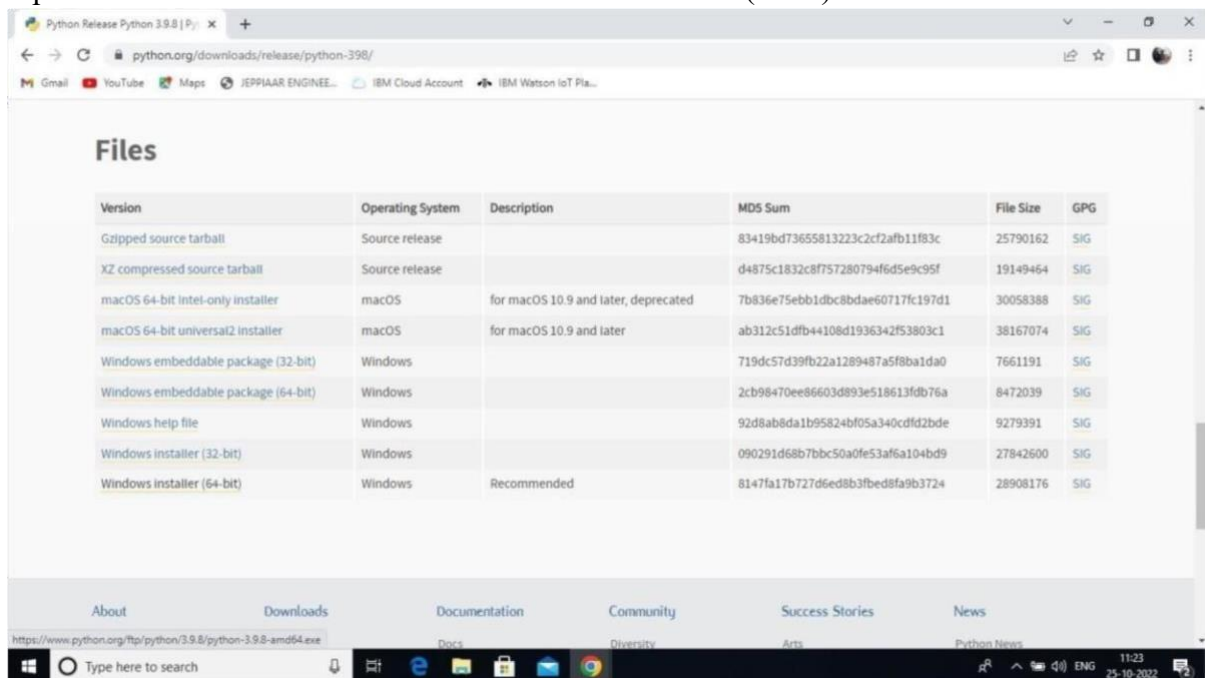 Python Release Python 3.9.8 | Py
python.org/downloads/release/python-398/
Gmail YouTube Maps JEPPIAAR ENGINEE... IBM Cloud Account IBM Watson IoT Pla...
Files
Version Operating System Description MD5 Sum File Size GPG
Gzipped source tarball Source release 83419bd73655813223c2cf2afb11f83c 25790162 SIG
XZ compressed source tarball Source release d4875c1832c8f757280794f6d5e9c95f 19149464 SIG
macOS 64-bit Intel-only installer macOS for macOS 10.9 and later, deprecated 7b836e75ebb1dbc8bdae60717fc197d1 30058388 SIG
macOS 64-bit universal2 installer macOS for macOS 10.9 and later ab312c51dfb44108d1936342f53803c1 38167074 SIG
Windows embeddable package (32-bit) Windows 719dc57d39fb22a1289487a5f8ba1da0 7661191 SIG
Windows embeddable package (64-bit) Windows 2cb98470ee86603d893e518613fdb76a 8472039 SIG
Windows help file Windows 92d8ab8da1b95824bf05a340cdfd2bde 9279391 SIG
Windows installer (32-bit) Windows 090291d68b7bbc50a0fe53af6a104bd9 27842600 SIG
Windows installer (64-bit) Windows Recommended 8147fa17b727d6ed8b3fbed8fa9b3724 28908176 SIG
About Downloads Documentation Community Success Stories News
https://www.python.org/ftp/python/3.9.8/python-3.9.8-amd64.exe Docs Diversity Arts Python News
Type here to search ENG 11:23
25-10-2022